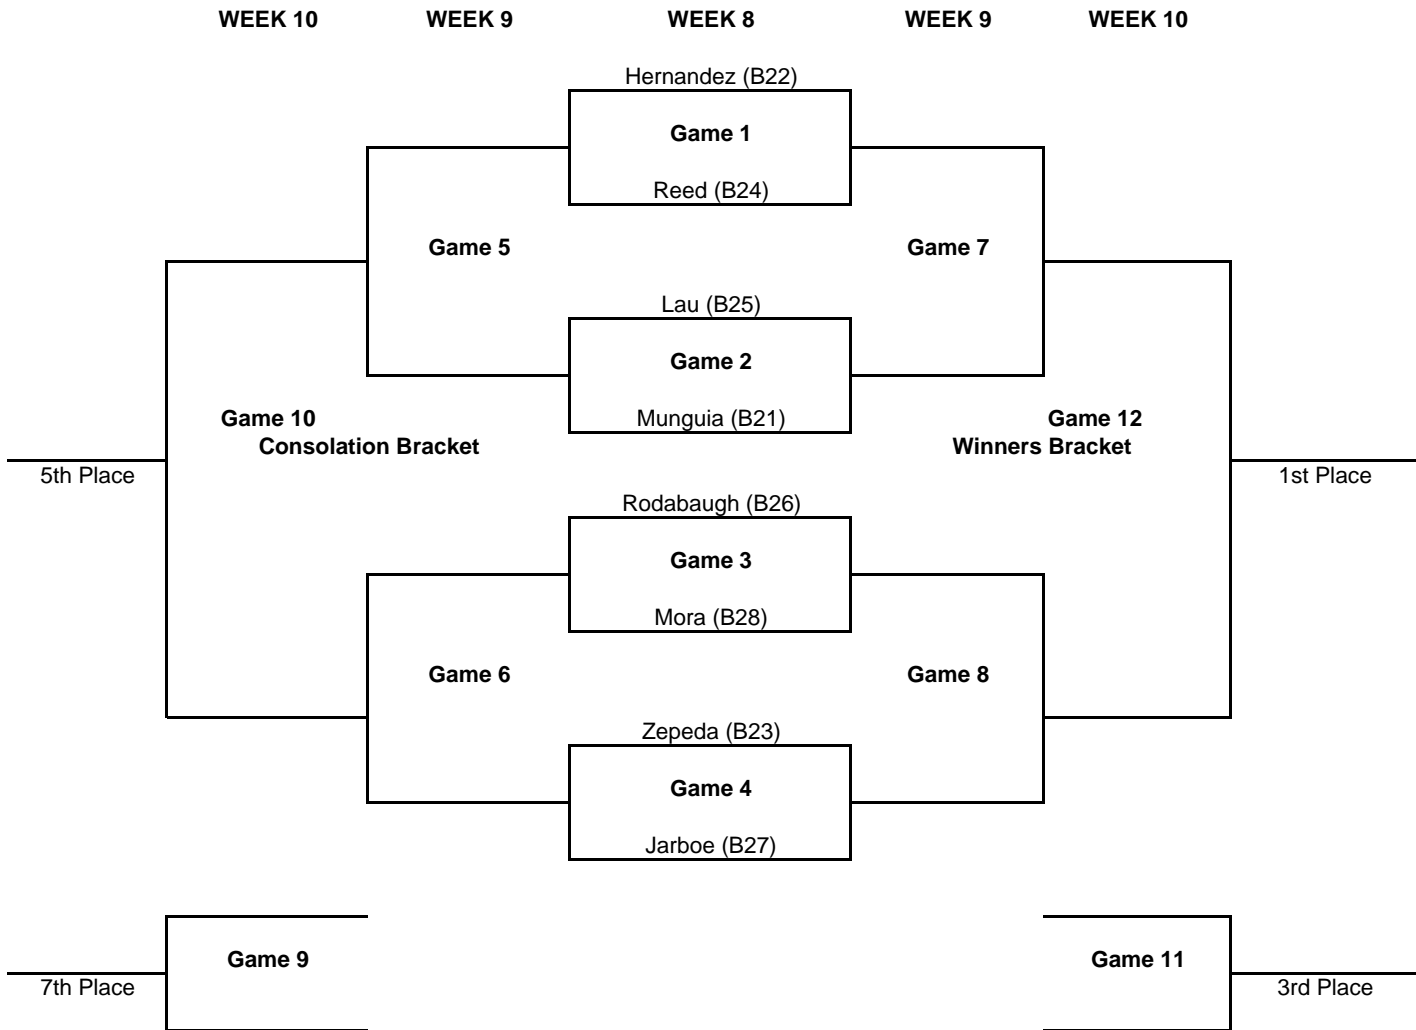 WEEK 10 WEEK 9 WEEK 8 WEEK 9 WEEK 10
Hernandez (B22)
Game 1
Reed (B24)
Game 5 Game 7
Lau (B25)
Game 2
Game 10 Munguia (B21) Game 12
Consolation Bracket Winners Bracket
5th Place 1st Place
Rodabaugh (B26)
Game 3
Mora (B28)
Game 6 Game 8
Zepeda (B23)
Game 4
Jarboe (B27)
Game 9 Game 11
7th Place 3rd Place